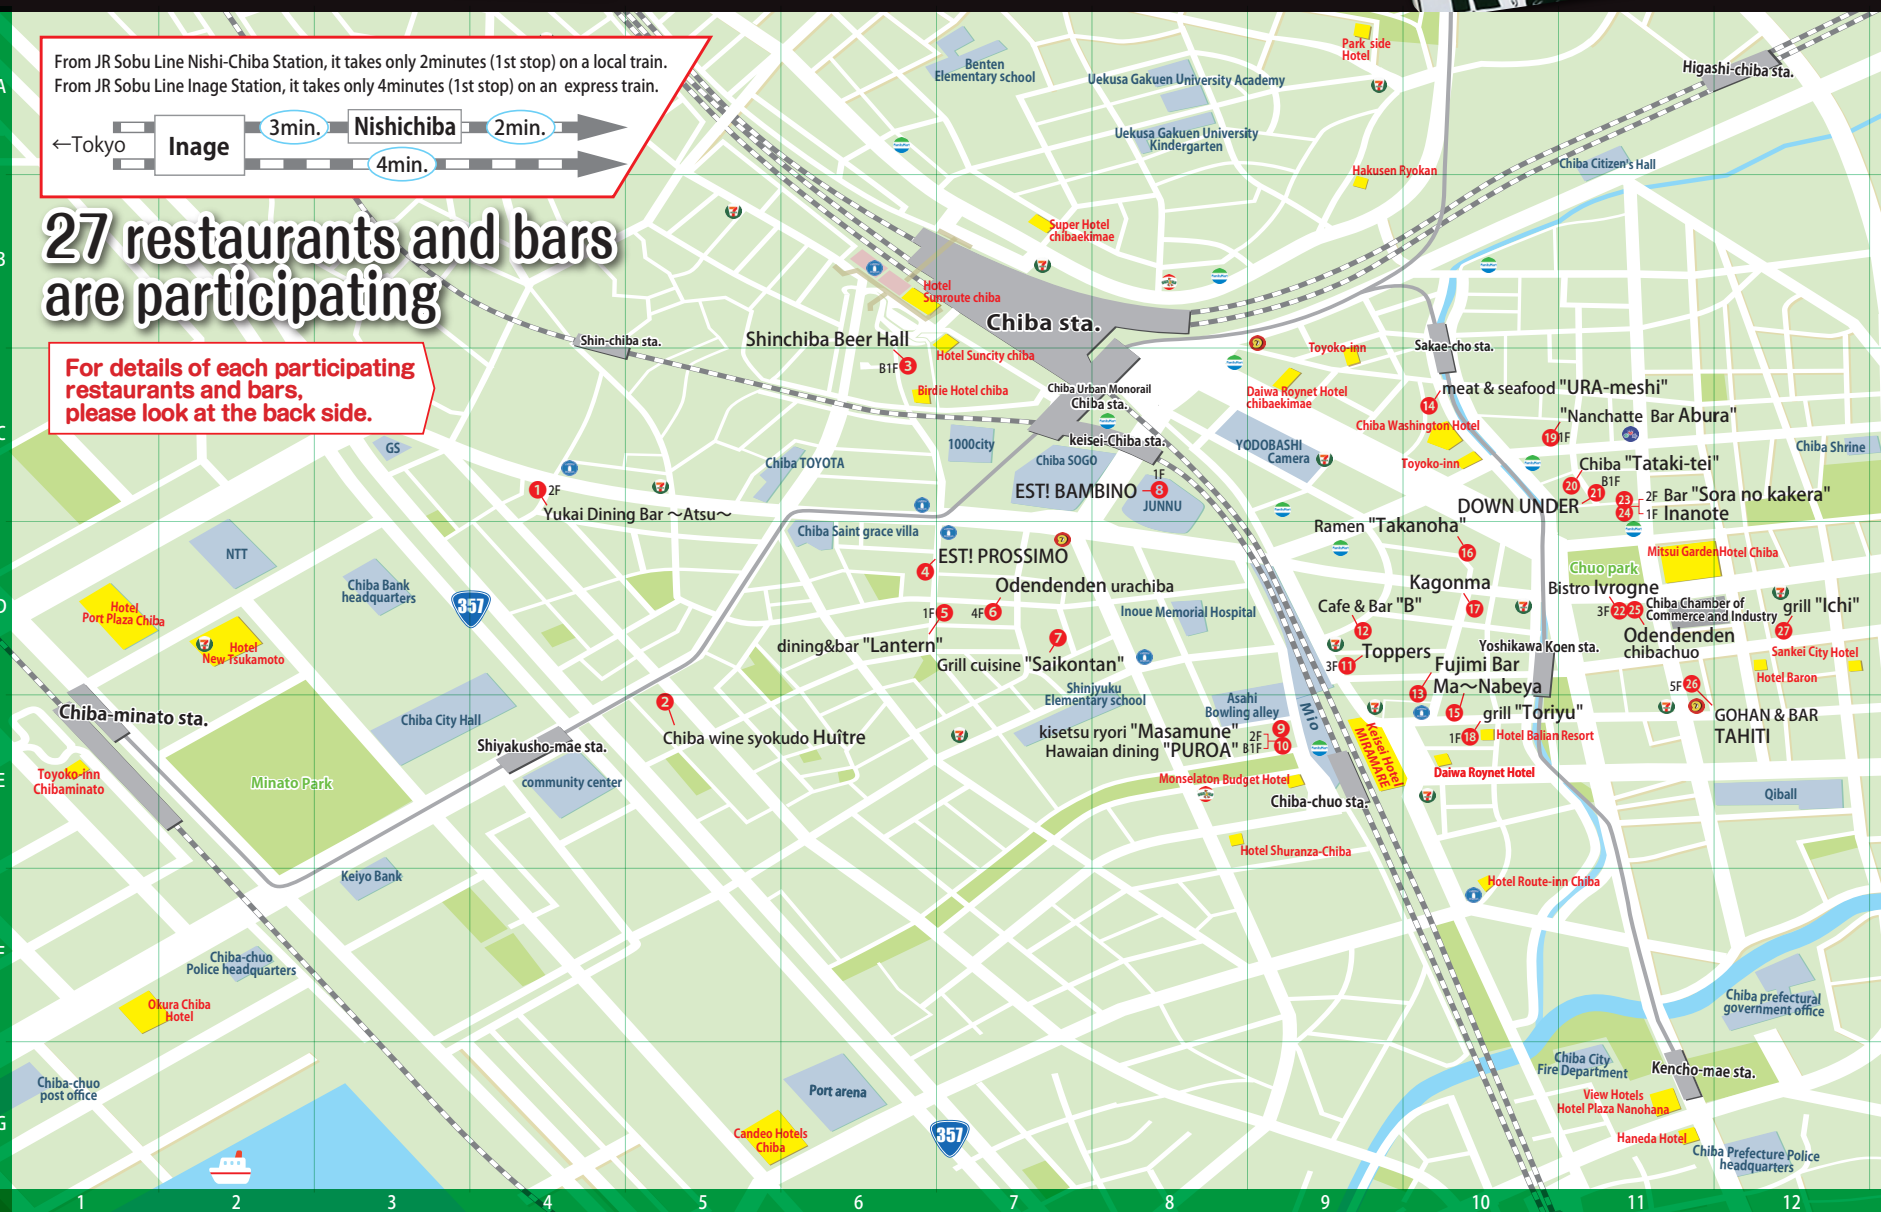 From JR Sobu Line Nishi-Chiba Station, it takes only 2minutes (1st stop) on a local train.
From JR Sobu Line Inage Station, it takes only 4minutes (1st stop) on an express train.
←Tokyo
Inage
3min.
Nishichiba
2min.
4min.
27 restaurants and bars
are participating
For details of each participating
restaurants and bars,
please look at the back side.
A
B
C
D
E
F
G
Benten
Elementary school
Uekusa Gakuen University Academy
Uekusa Gakuen University
Kindergarten
Park side
Hotel
Higashi-chiba sta.
Chiba Citizen's Hall
Hakusen Ryokan
Super Hotel
chibaekimae
Hotel
Sunroute chiba
Chiba sta.
Shin-chiba sta.
Shinchiba Beer Hall
B1F 3
Hotel Suncity chiba
Birdie Hotel chiba
Chiba Urban Monorail
Chiba sta.
keisei-Chiba sta.
Toyoko-inn
Sakae-cho sta.
Daiwa Roynet Hotel
chibaekimae
14
meat & seafood "URA-meshi"
"Nanchatte Bar Abura"
19 1F
Chiba Washington Hotel
Toyoko-inn
Chiba Shrine
GS
1 2F
Yukai Dining Bar ～Atsu～
Chiba TOYOTA
1000city
Chiba SOGO
EST! BAMBINO
1F
8
JUNNU
YODOBASHI
Camera
Chiba "Tataki-tei"
20
B1F
21
DOWN UNDER
23 2F Bar "Sora no kakera"
24 1F Inanote
Chiba Saint grace villa
Ramen "Takanoha"
16
Mitsui GardenHotel Chiba
Chuo park
NTT
Chiba Bank
headquarters
357
EST! PROSSIMO
4
Odendenden urachiba
1F 5
4F 6
dining&bar "Lantern"
7
Grill cuisine "Saikontan"
Inoue Memorial Hospital
Kagonma
17
Cafe & Bar "B"
12
Bistro Ivrogne
3F 22 25
Chiba Chamber of
Commerce and Industry
Odendenden
chibachuo
grill "Ichi"
27
Hotel
Port Plaza Chiba
Hotel
New Tsukamoto
Toppers
3F 11
Yoshikawa Koen sta.
Sankei City Hotel
Hotel Baron
Fujimi Bar
13
Ma～Nabeya
15
5F 26
GOHAN & BAR
TAHITI
grill "Toriyu"
1F 18
Hotel Balian Resort
Daiwa Roynet Hotel
Chiba-minato sta.
Chiba City Hall
2
Chiba wine syokudo Huître
Shinjyuku
Elementary school
Asahi
Bowling alley
Mio
kisetsu ryori "Masamune" 2F 9
Hawaian dining "PUROA" B1F 10
Keisei Hotel
MIRAMARE
Shiyakusho-mae sta.
community center
Toyoko-inn
Chibaminato
Minato Park
Monselaton Budget Hotel
Chiba-chuo sta.
Qiball
Hotel Shuranza-Chiba
Keiyo Bank
Hotel Route-inn Chiba
Chiba-chuo
Police headquarters
Okura Chiba
Hotel
Chiba prefectural
government office
Chiba-chuo
post office
Port arena
Candeo Hotels
Chiba
357
Chiba City
Fire Department
Kencho-mae sta.
View Hotels
Hotel Plaza Nanohana
Haneda Hotel
Chiba Prefecture Police
headquarters
1 2 3 4 5 6 7 8 9 10 11 12